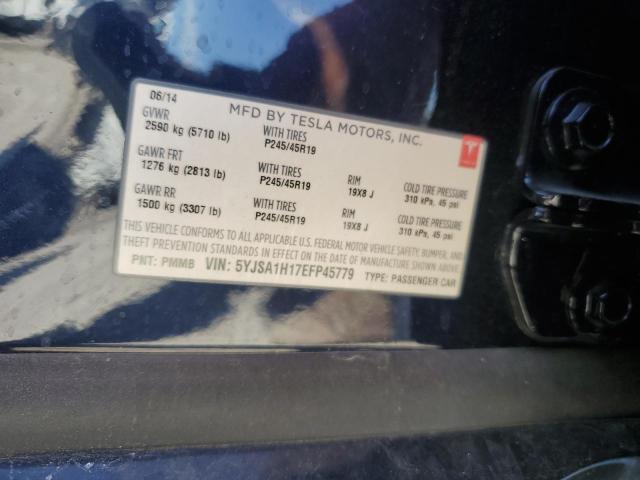 06/14 MFD BY TESLA MOTORS, INC.
GVWR
2590 kg (5710 lb) WITH TIRES P245/45R19
GAWR FRT WITH TIRES RIM COLD TIRE PRESSURE
1276 kg (2813 lb) P245/45R19 19X8 J 310 kPa, 45 psi
GAWR RR WITH TIRES RIM COLD TIRE PRESSURE
1500 kg (3307 lb) P245/45R19 19X8 J 310 kPa, 45 psi
THIS VEHICLE CONFORMS TO ALL APPLICABLE U.S. FEDERAL MOTOR VEHICLE SAFETY, BUMPER, AND
THEFT PREVENTION STANDARDS IN EFFECT ON THE DATE OF MANUFACTURE SHOWN ABOVE.
PNT: PMMB VIN: 5YJSA1H17EFP45779 TYPE: PASSENGER CAR